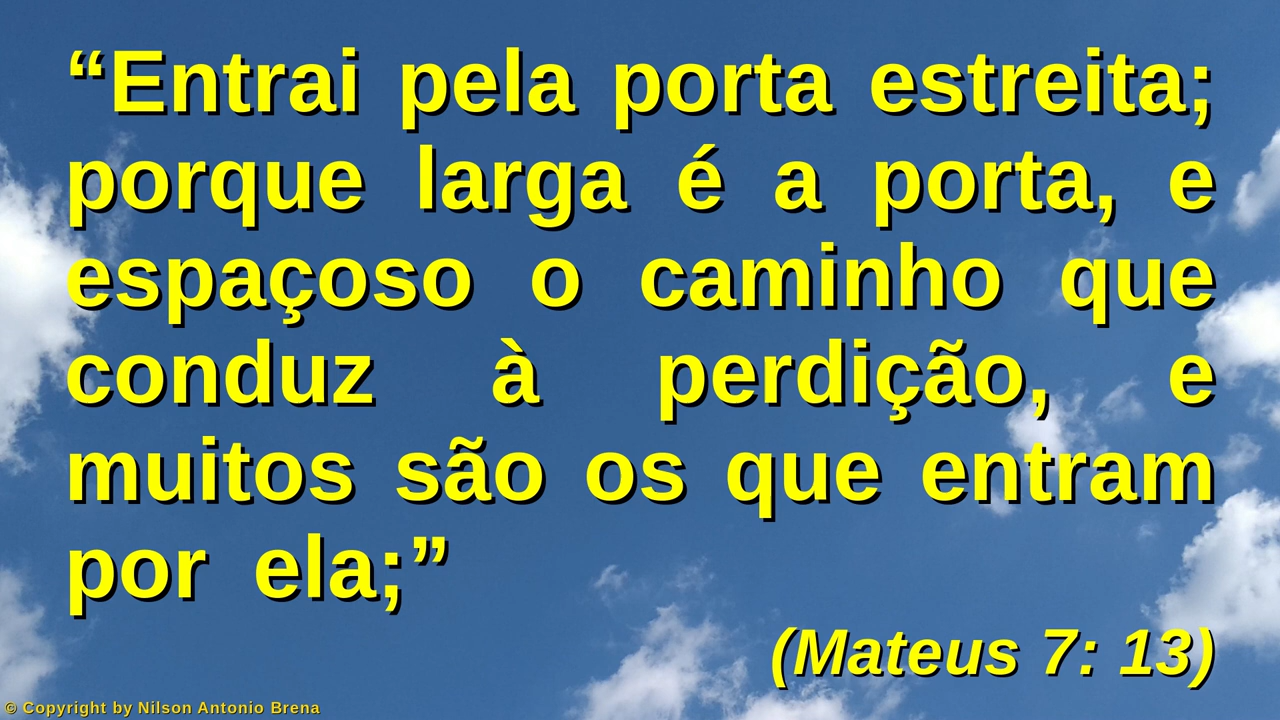 “Entrai pela porta estreita;
porque larga é a porta, e
espaçoso o caminho que
conduz à perdição, e
muitos são os que entram
por ela;”
(Mateus 7: 13)
© Copyright by Nilson Antonio Brena